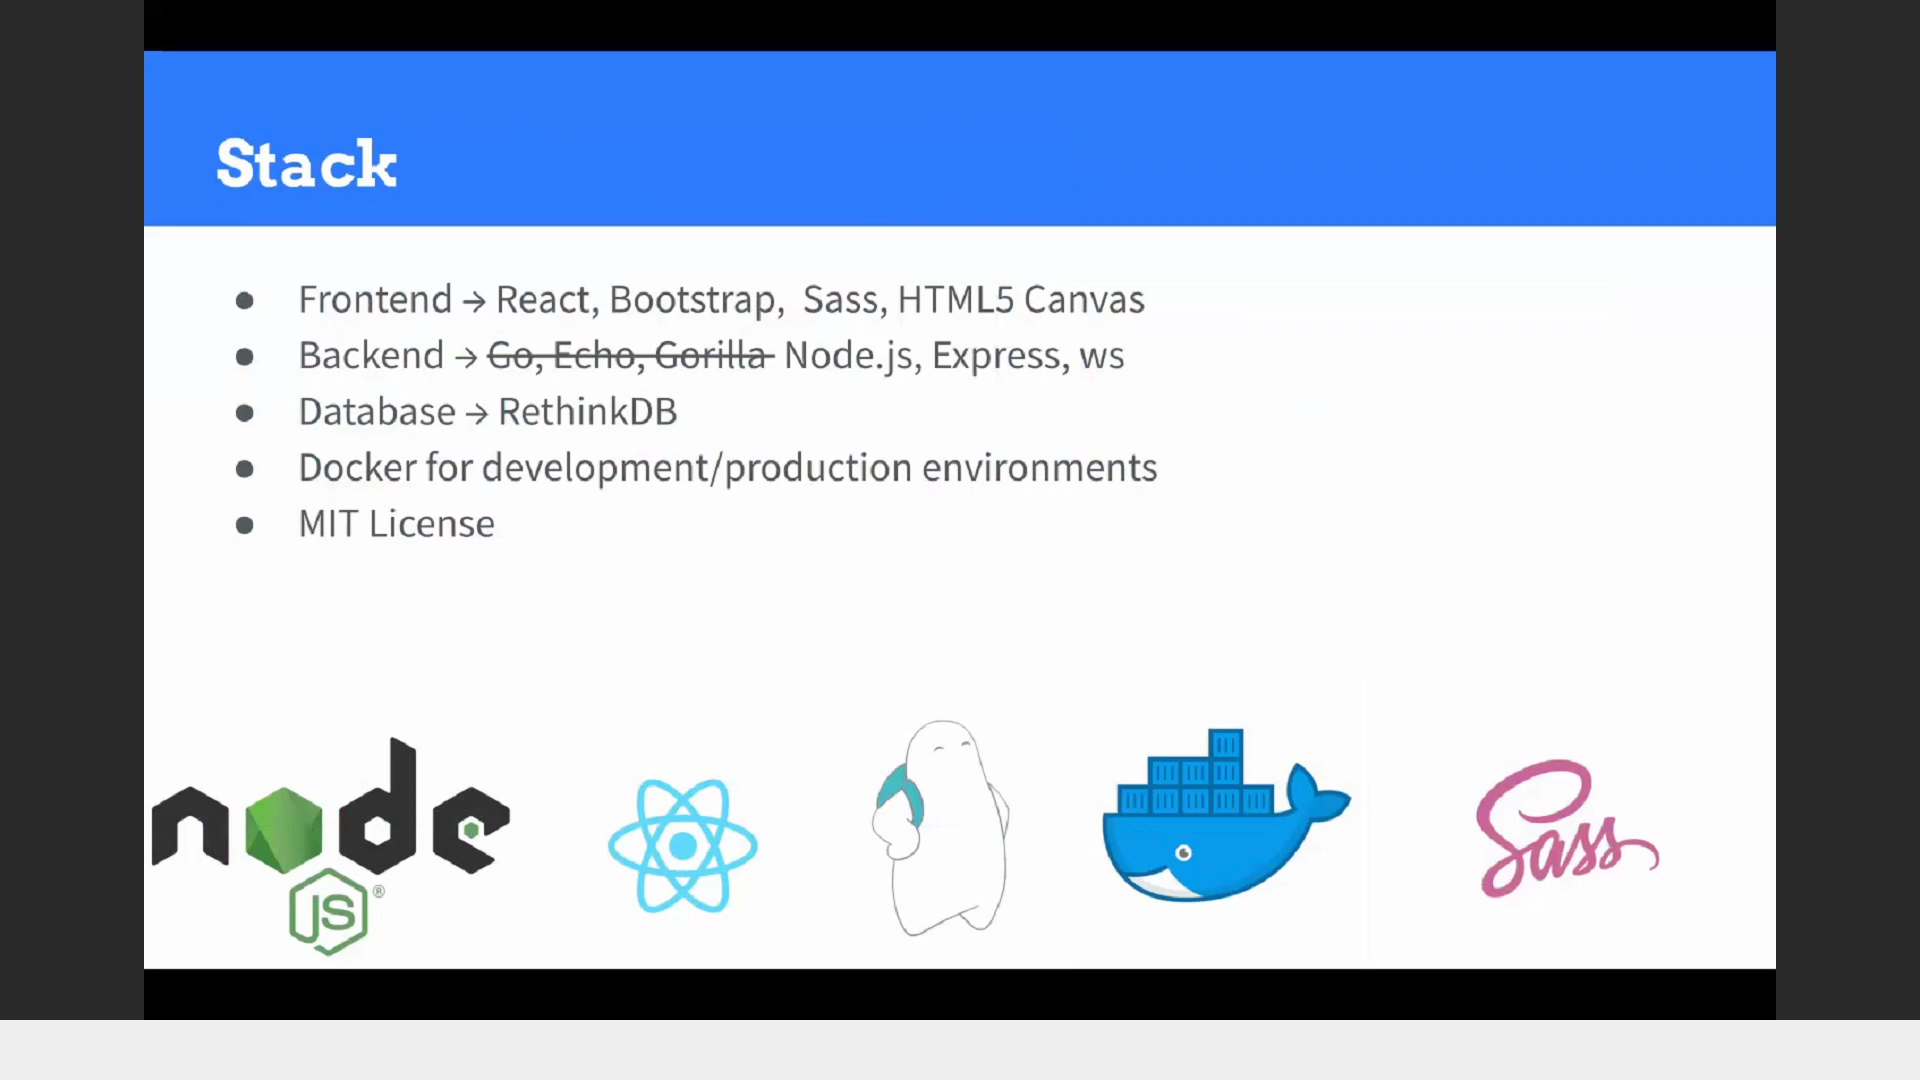 Stack
● Frontend → React, Bootstrap,  Sass, HTML5 Canvas
● Backend → Go, Echo, Gorilla Node.js, Express, ws
● Database → RethinkDB
● Docker for development/production environments
● MIT License
node
JS®
Sass